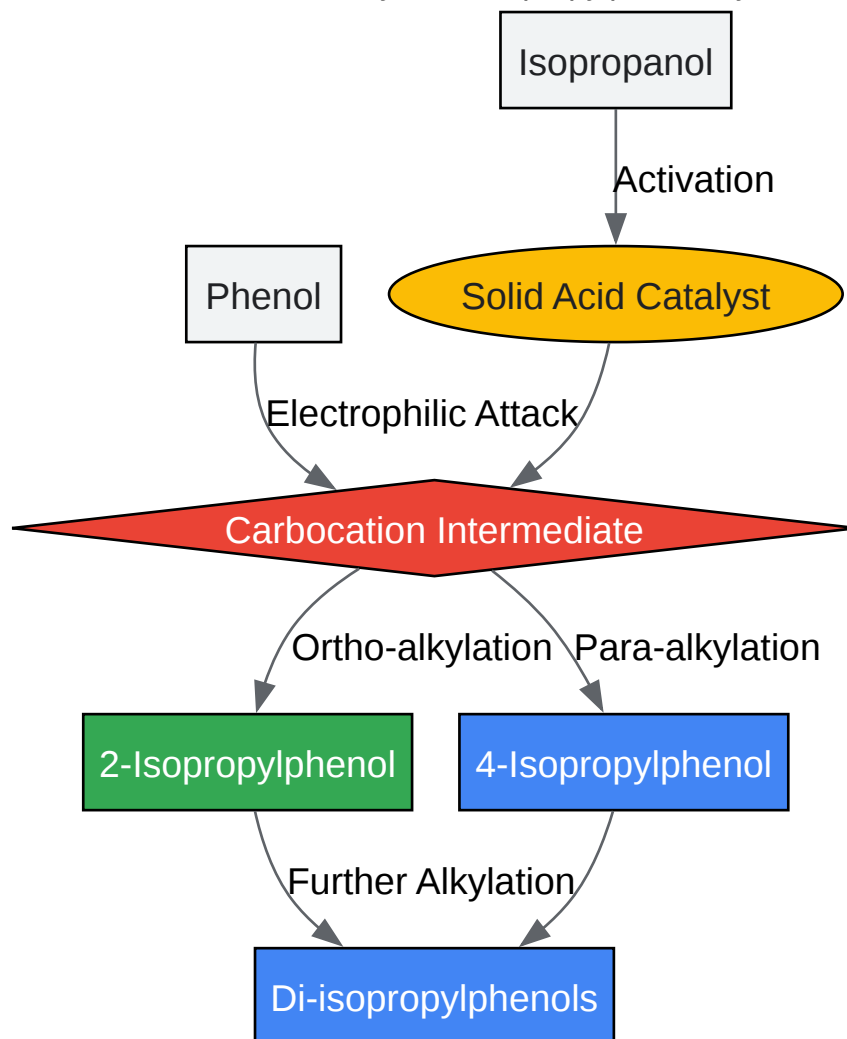 Isopropanol
Activation
Phenol
Solid Acid Catalyst
Electrophilic Attack
Carbocation Intermediate
Ortho-alkylation
Para-alkylation
2-Isopropylphenol
4-Isopropylphenol
Further Alkylation
Di-isopropylphenols